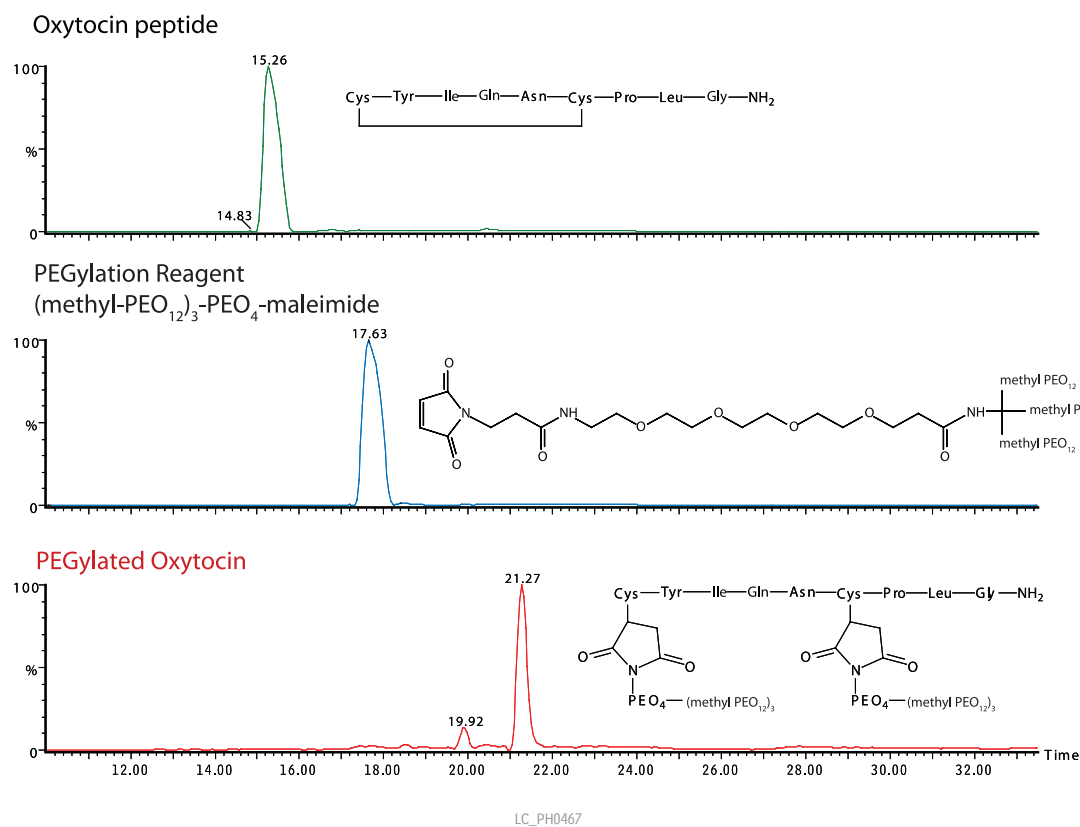 Oxytocin peptide
15.26
100
%
14.83
0
Cys—Tyr—Ile—Gln—Asn—Cys—Pro—Leu—Gly—NH₂
PEGylation Reagent
(methyl-PEO₁₂)₃-PEO₄-maleimide
17.63
100
%
0
O
N
O
O
NH
O
O
O
O
O
NH
methyl PEO₁₂
methyl P
methyl PEO₁₂
PEGylated Oxytocin
21.27
100
%
19.92
0
Cys—Tyr—Ile—Gln—Asn—Cys—Pro—Leu—Gly—NH₂
O
N
O
O
N
O
PEO₄—(methyl PEO₁₂)₃
PEO₄—(methyl PEO₁₂)₃
Time
12.00 14.00 16.00 18.00 20.00 22.00 24.00 26.00 28.00 30.00 32.00
LC_PH0467